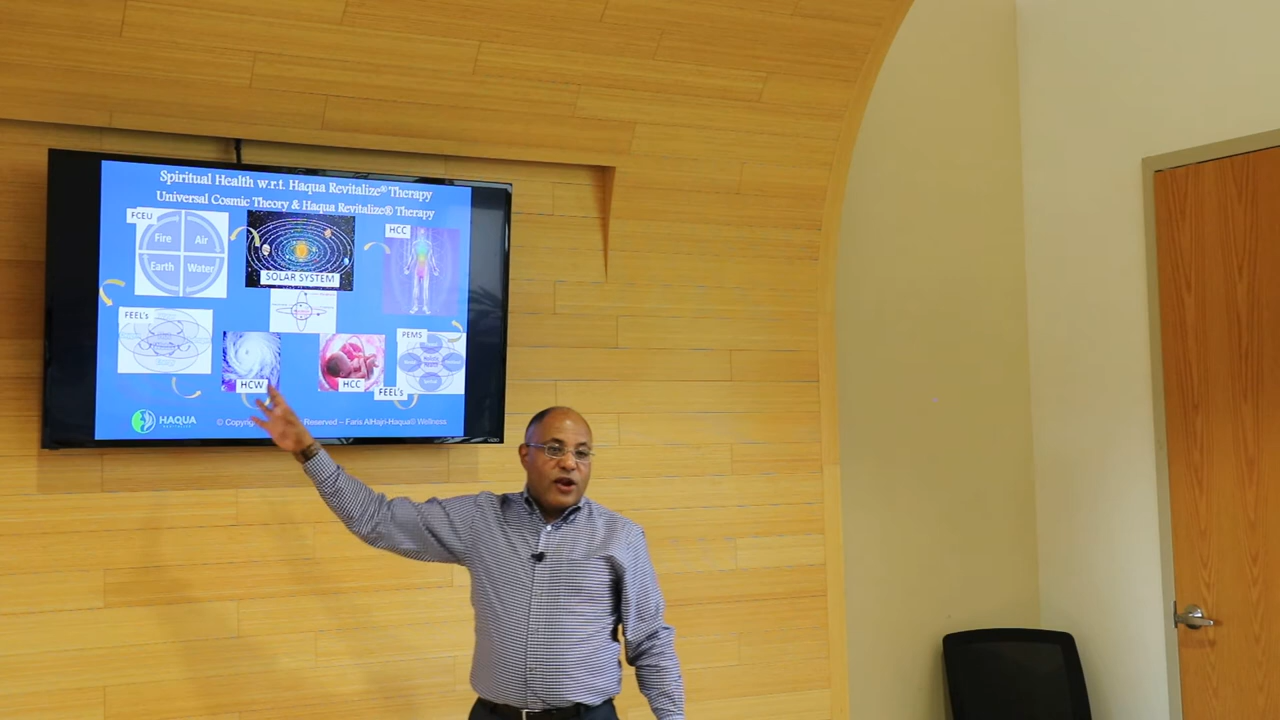 Spiritual Health w.r.t. Haqua Revitalize® Therapy
Universal Cosmic Theory & Haqua Revitalize® Therapy
FCEU
Fire
Air
Earth
Water
SOLAR SYSTEM
HCC
FEEL's
HCW
HCC
PEMS
FEEL's
HAQUA
© Reserved – Faris AlHajri-Haqua® Wellness